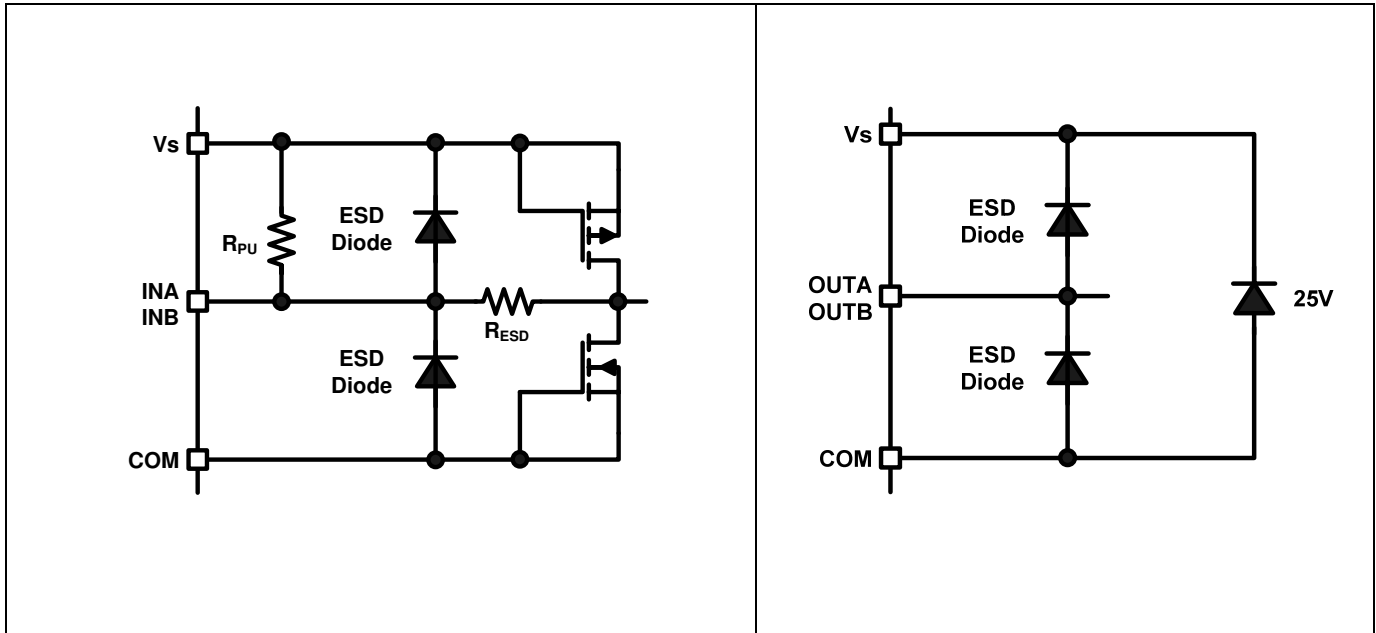 Vs
ESD
Diode
RPU
INA
INB
RESD
ESD
Diode
COM
Vs
ESD
Diode
OUTA
OUTB
25V
ESD
Diode
COM